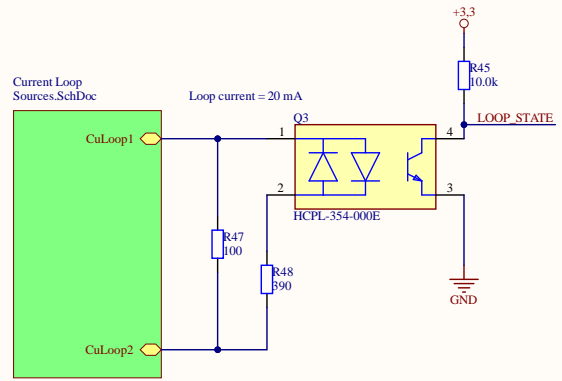 +3,3
R45
10.0k
Current Loop
Sources.SchDoc
Loop current = 20 mA
Q3
LOOP_STATE
CuLoop1
1
4
2
3
HCPL-354-000E
R47
100
R48
390
GND
CuLoop2